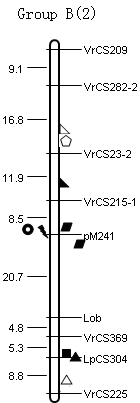 Group B(2)
VrCS209
9.1
VrCS282-2
16.8
VrCS23-2
11.9
VrCS215-1
8.5
pM241
20.7
Lob
4.8
VrCS369
5.3
LpCS304
8.8
VrCS225